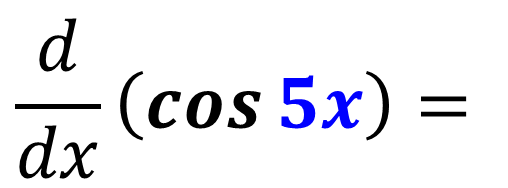 d/dx (cos 5x) =